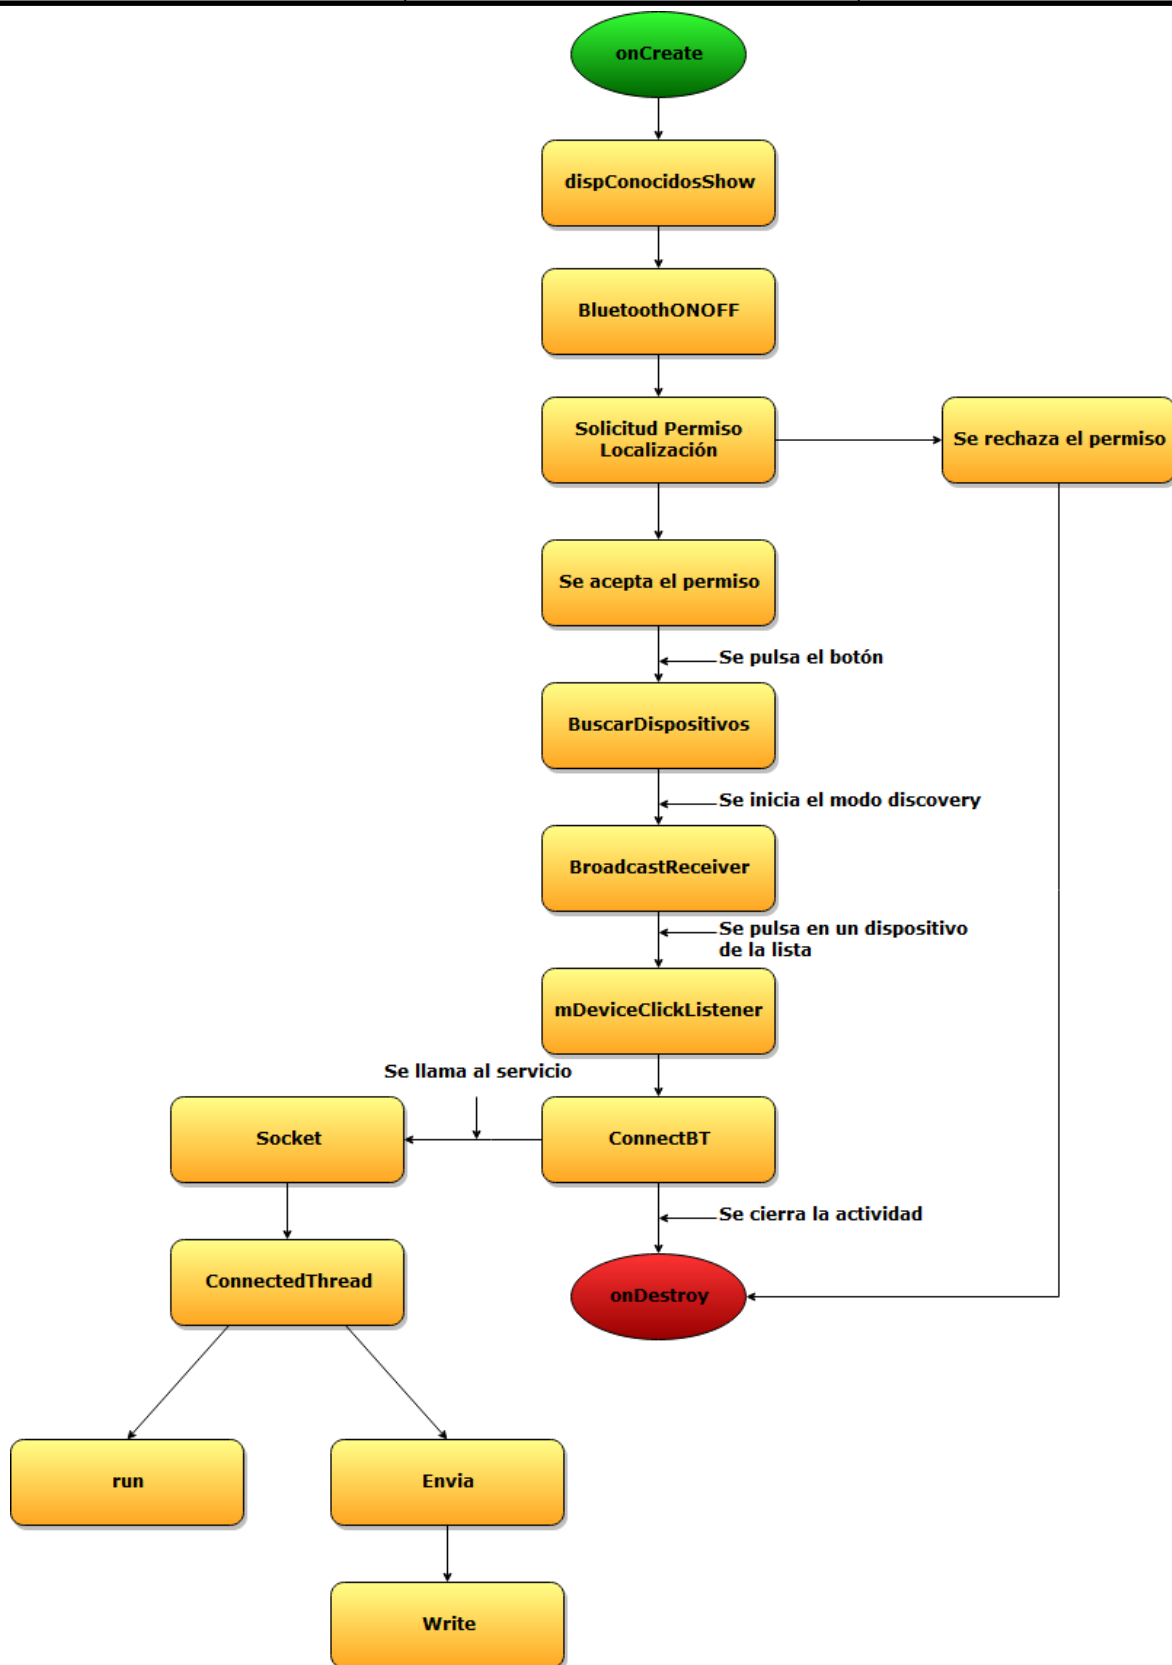 onCreate
dispConocidosShow
BluetoothONOFF
Solicitud Permiso
Localización
Se rechaza el permiso
Se acepta el permiso
Se pulsa el botón
BuscarDispositivos
Se inicia el modo discovery
BroadcastReceiver
Se pulsa en un dispositivo
de la lista
mDeviceClickListener
Se llama al servicio
Socket
ConnectBT
Se cierra la actividad
ConnectedThread
onDestroy
run
Envia
Write